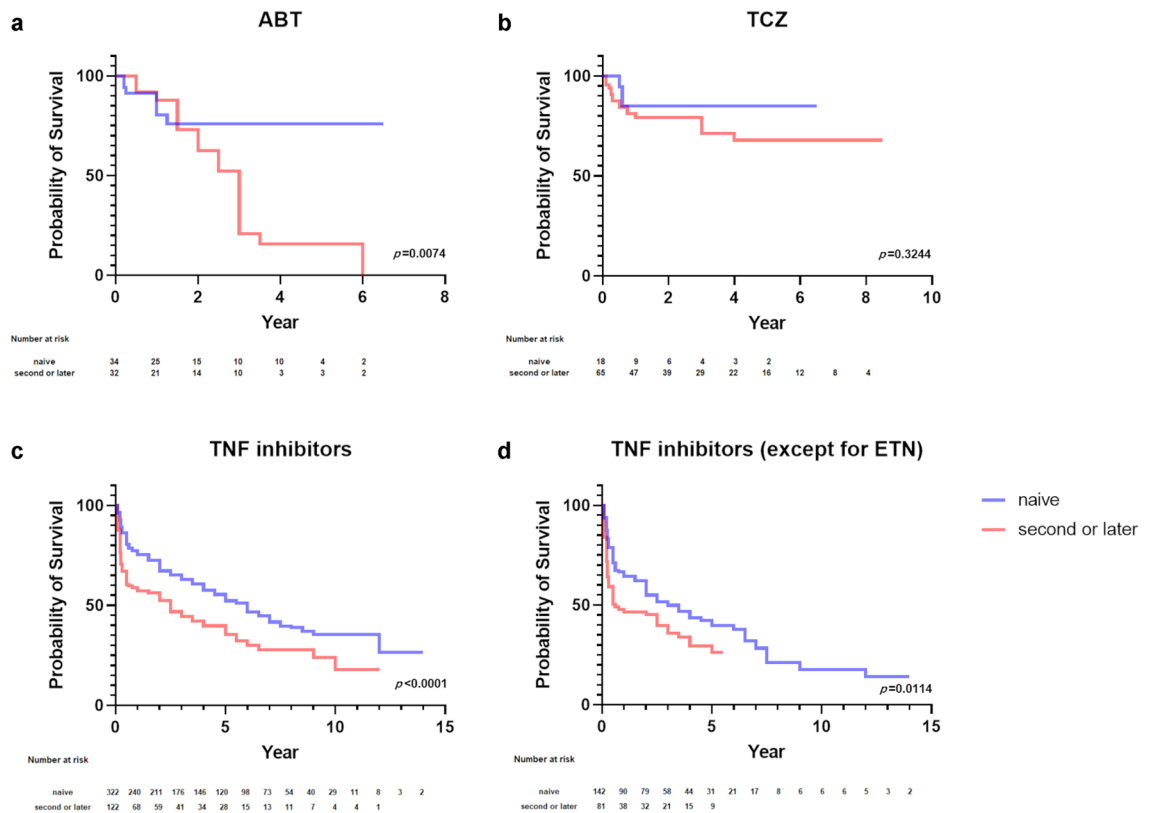 a
ABT
Probability of Survival
100
50
0
0 2 4 6 8
p=0.0074
Year
Number at risk
naive 34 25 15 10 10 4 2
second or later 32 21 14 10 3 3 2
b
TCZ
Probability of Survival
100
50
0
0 2 4 6 8 10
p=0.3244
Year
Number at risk
naive 18 9 6 4 3 2
second or later 65 47 39 29 22 16 12 8 4
c
TNF inhibitors
Probability of Survival
100
50
0
0 5 10 15
p<0.0001
Year
Number at risk
naive 322 240 211 176 146 120 98 73 54 40 29 11 8 3 2
second or later 122 68 59 41 34 28 15 13 11 7 4 4 1
d
TNF inhibitors (except for ETN)
Probability of Survival
100
50
0
0 5 10 15
p=0.0114
Year
Number at risk
naive 142 90 79 58 44 31 21 17 8 6 6 6 5 3 2
second or later 81 38 32 21 15 9
naive
second or later